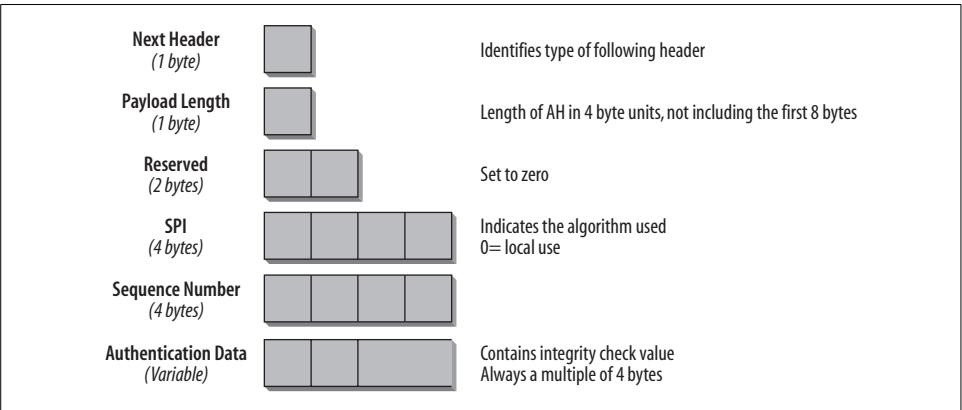 Next Header
(1 byte)
Identifies type of following header
Payload Length
(1 byte)
Length of AH in 4 byte units, not including the first 8 bytes
Reserved
(2 bytes)
Set to zero
SPI
(4 bytes)
Indicates the algorithm used
0= local use
Sequence Number
(4 bytes)
Authentication Data
(Variable)
Contains integrity check value
Always a multiple of 4 bytes